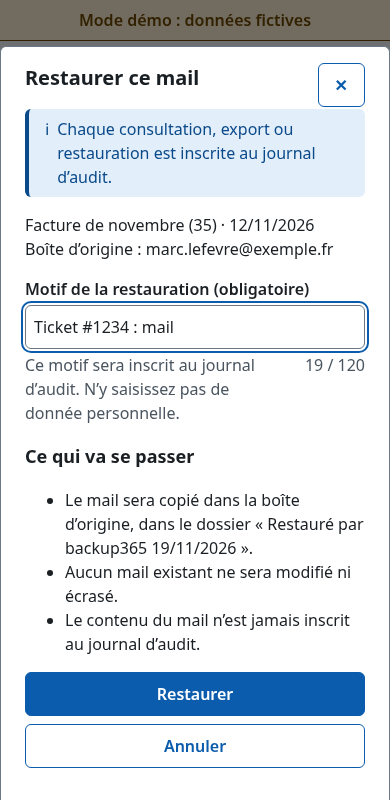 Mode démo : données fictives
Restaurer ce mail
×
i Chaque consultation, export ou
restauration est inscrite au journal
d’audit.
Facture de novembre (35) · 12/11/2026
Boîte d’origine : marc.lefevre@exemple.fr
Motif de la restauration (obligatoire)
Ticket #1234 : mail
Ce motif sera inscrit au journal
d’audit. N’y saisissez pas de
donnée personnelle.
19 / 120
Ce qui va se passer
• Le mail sera copié dans la boîte
d’origine, dans le dossier « Restauré par
backup365 19/11/2026 ».
• Aucun mail existant ne sera modifié ni
écrasé.
• Le contenu du mail n’est jamais inscrit
au journal d’audit.
Restaurer
Annuler